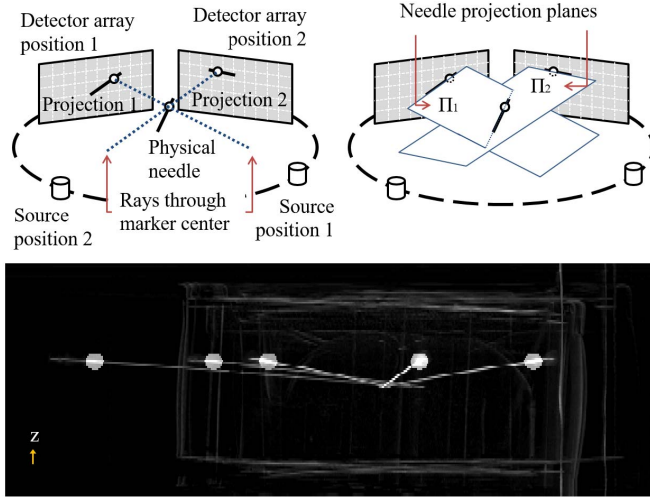 Detector array
position 1
Detector array
position 2
Projection 1
Projection 2
Physical
needle
Rays through
marker center
Source
position 2
Source
position 1
Needle projection planes
Π1
Π2
z